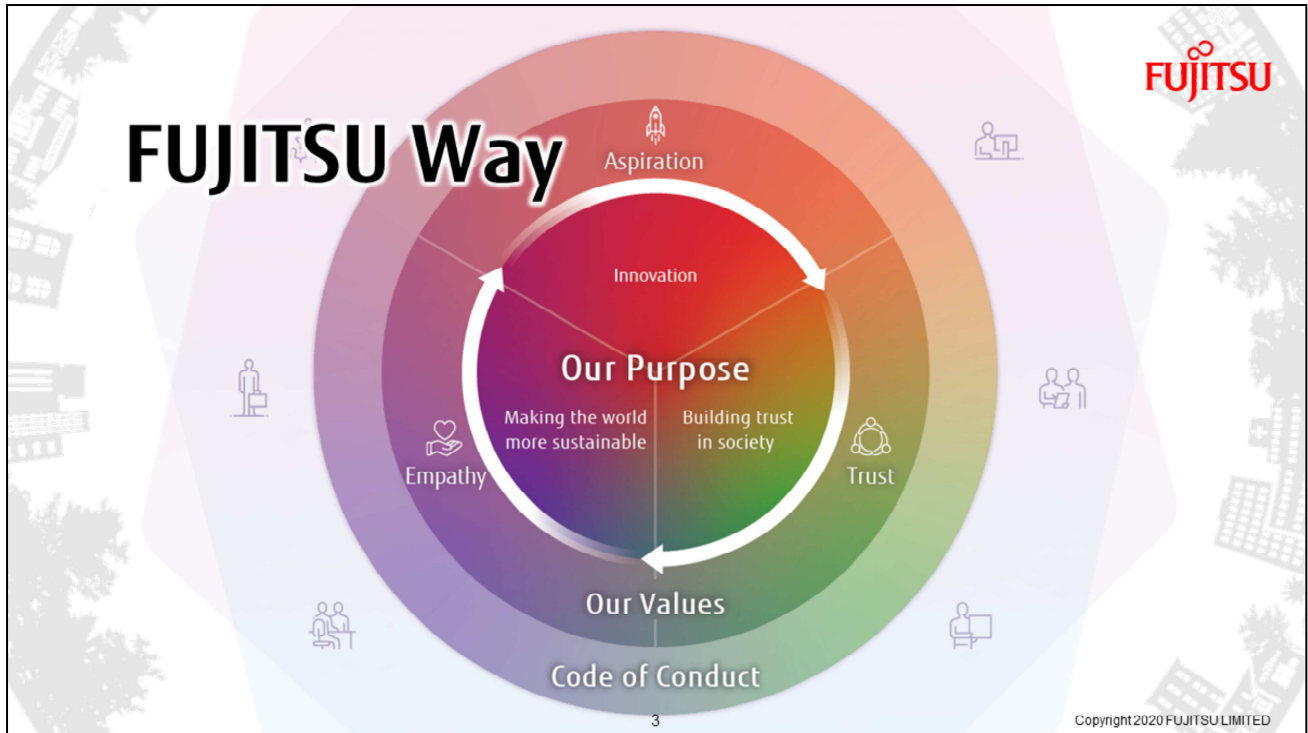 FUJITSU
FUJITSU Way
Aspiration
Innovation
Our Purpose
Making the world
more sustainable
Building trust
in society
Empathy
Trust
Our Values
Code of Conduct
3
Copyright 2020 FUJITSU LIMITED